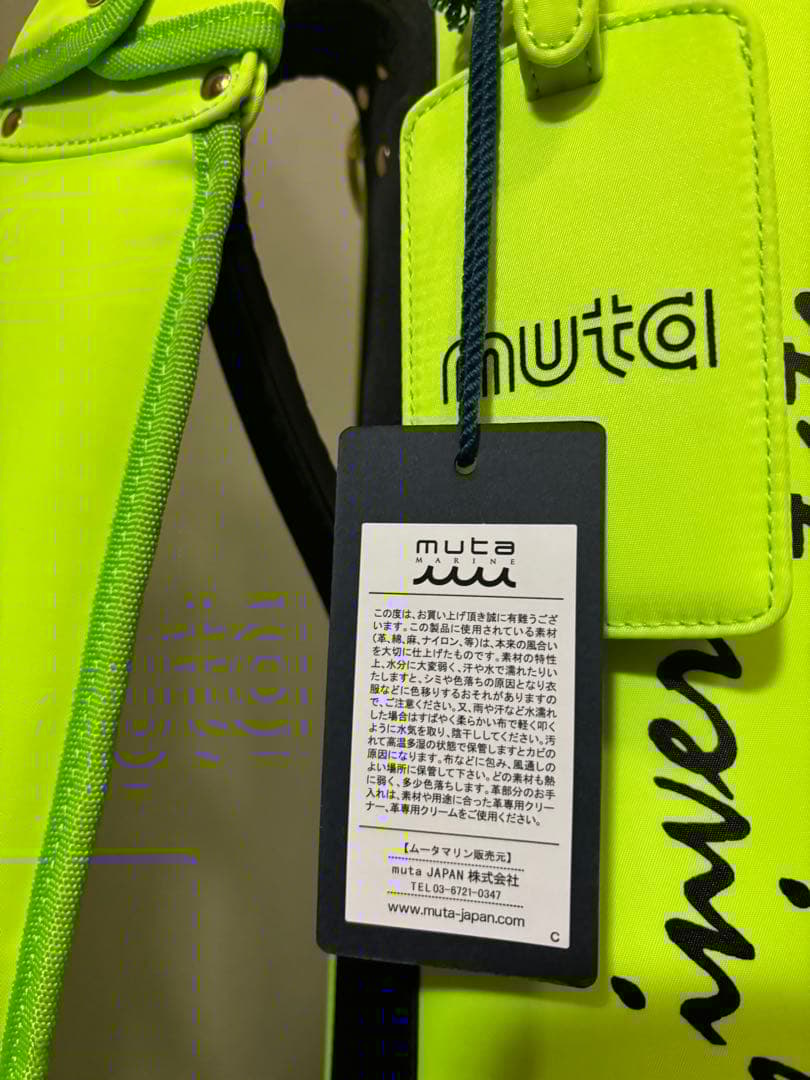 muta
muta
MARINE
この度は、お買い上げ頂き誠に有難うござ
います。この製品に使用されている素材
(革、綿、麻、ナイロン、等)は、本来の風合い
を大切に仕上げたものです。素材の特性
上、水分に大変弱く、汗や水で濡れたりい
たしますと、シミや色落ちの原因となり衣
服などに色移りするおそれがありますの
で、ご注意ください。又、雨や汗など水濡れ
した場合はすばやく柔らかい布で軽く叩く
ように水気を取り、陰干ししてください。汚
れて高温多湿の状態で保管しますとカビの
原因になります。布などに包み、風通しの
よい場所に保管して下さい。どの素材も熱
に弱く、多少色落ちします。革部分のお手
入れは、素材や用途に合った革専用クリー
ナー、革専用クリームをご使用ください。
【ムータマリン販売元】
muta JAPAN 株式会社
TEL 03-6721-0347
www.muta-japan.com
C